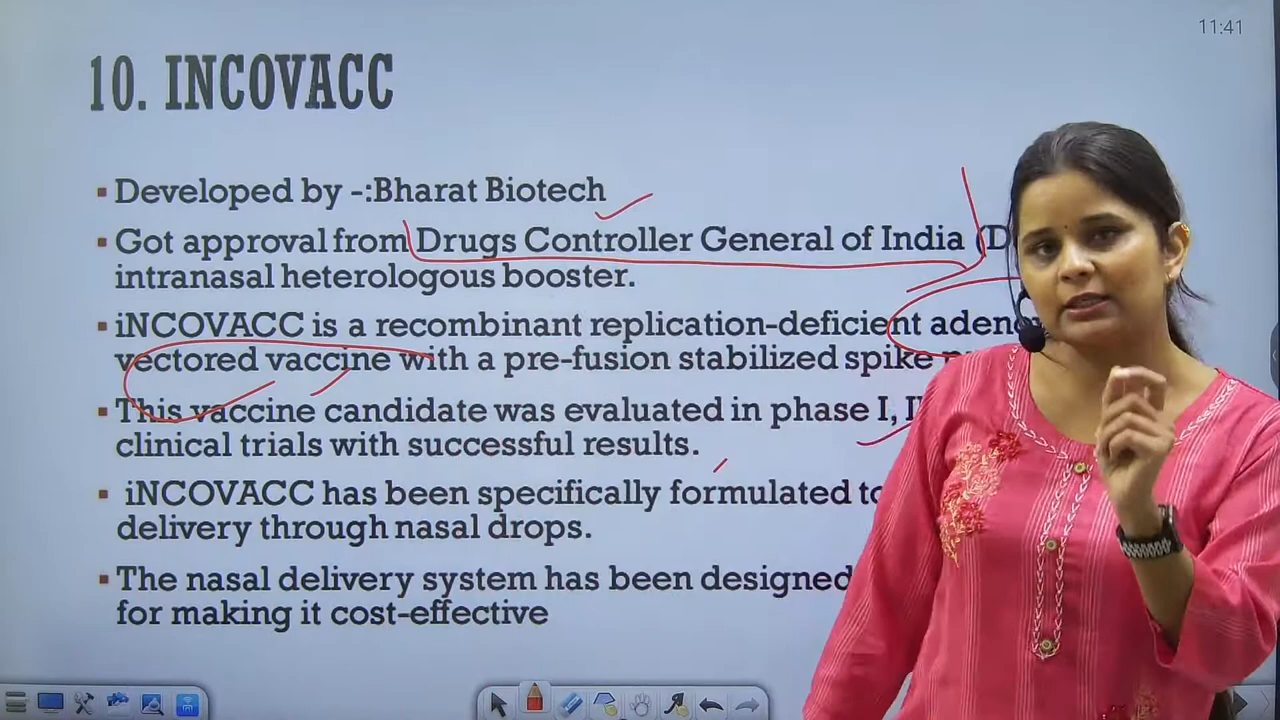 11:41
10. INCOVACC
▪ Developed by -:Bharat Biotech
▪ Got approval from Drugs Controller General of India (D
intranasal heterologous booster.
▪ iNCOVACC is a recombinant replication-deficient
vectored vaccine with a pre-fusion stabilized spike
▪ This vaccine candidate was evaluated in phase I,
clinical trials with successful results.
▪ iNCOVACC has been specifically formulated to
delivery through nasal drops.
▪ The nasal delivery system has been designed
for making it cost-effective